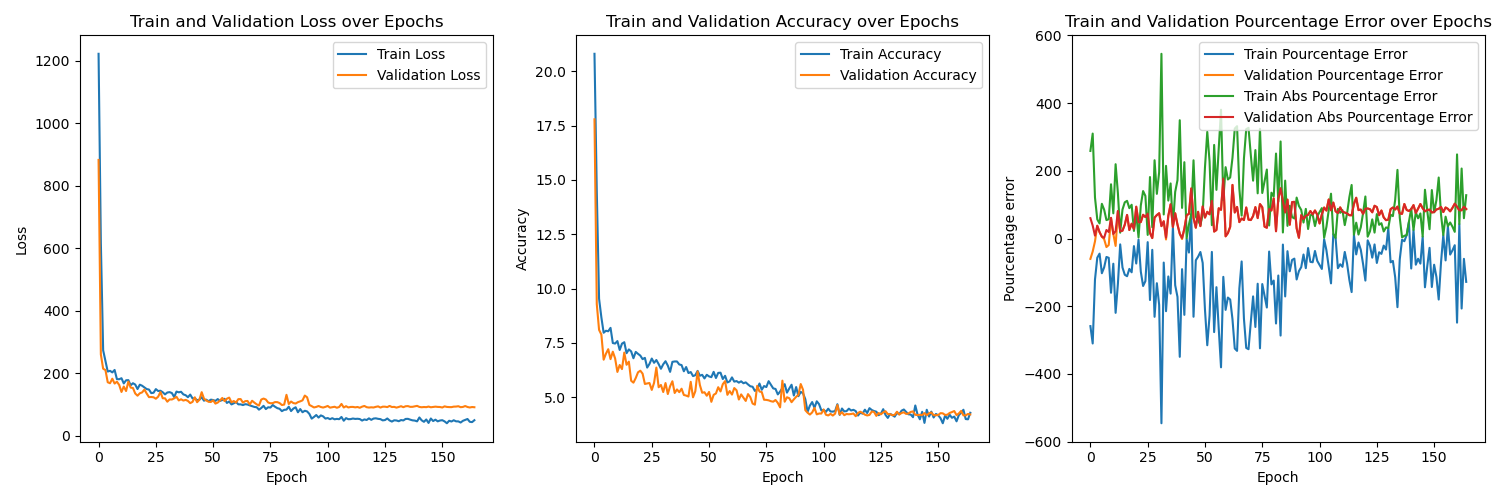 Train and Validation Loss over Epochs
Train Loss
Validation Loss
1200
1000
800
600
400
200
0
Loss
0 25 50 75 100 125 150
Epoch
Train and Validation Accuracy over Epochs
Train Accuracy
Validation Accuracy
20.0
17.5
15.0
12.5
10.0
7.5
5.0
Accuracy
0 25 50 75 100 125 150
Epoch
Train and Validation Pourcentage Error over Epochs
Train Pourcentage Error
Validation Pourcentage Error
Train Abs Pourcentage Error
Validation Abs Pourcentage Error
600
400
200
0
−200
−400
−600
Pourcentage error
0 25 50 75 100 125 150
Epoch